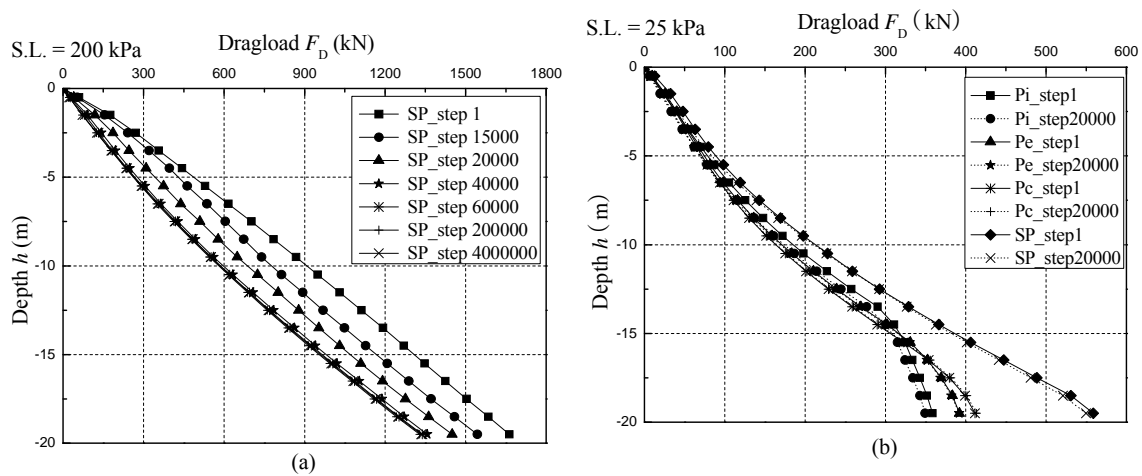 S.L. = 200 kPa
Dragload F_D (kN)
0 300 600 900 1200 1500 1800
0
-5
-10
-15
-20
Depth h (m)
SP_step 1
SP_step 15000
SP_step 20000
SP_step 40000
SP_step 60000
SP_step 200000
SP_step 4000000
(a)
S.L. = 25 kPa
Dragload F_D ( kN)
0 100 200 300 400 500 600
0
-5
-10
-15
-20
Depth h (m)
Pi_step1
Pi_step20000
Pe_step1
Pe_step20000
Pc_step1
Pc_step20000
SP_step1
SP_step20000
(b)